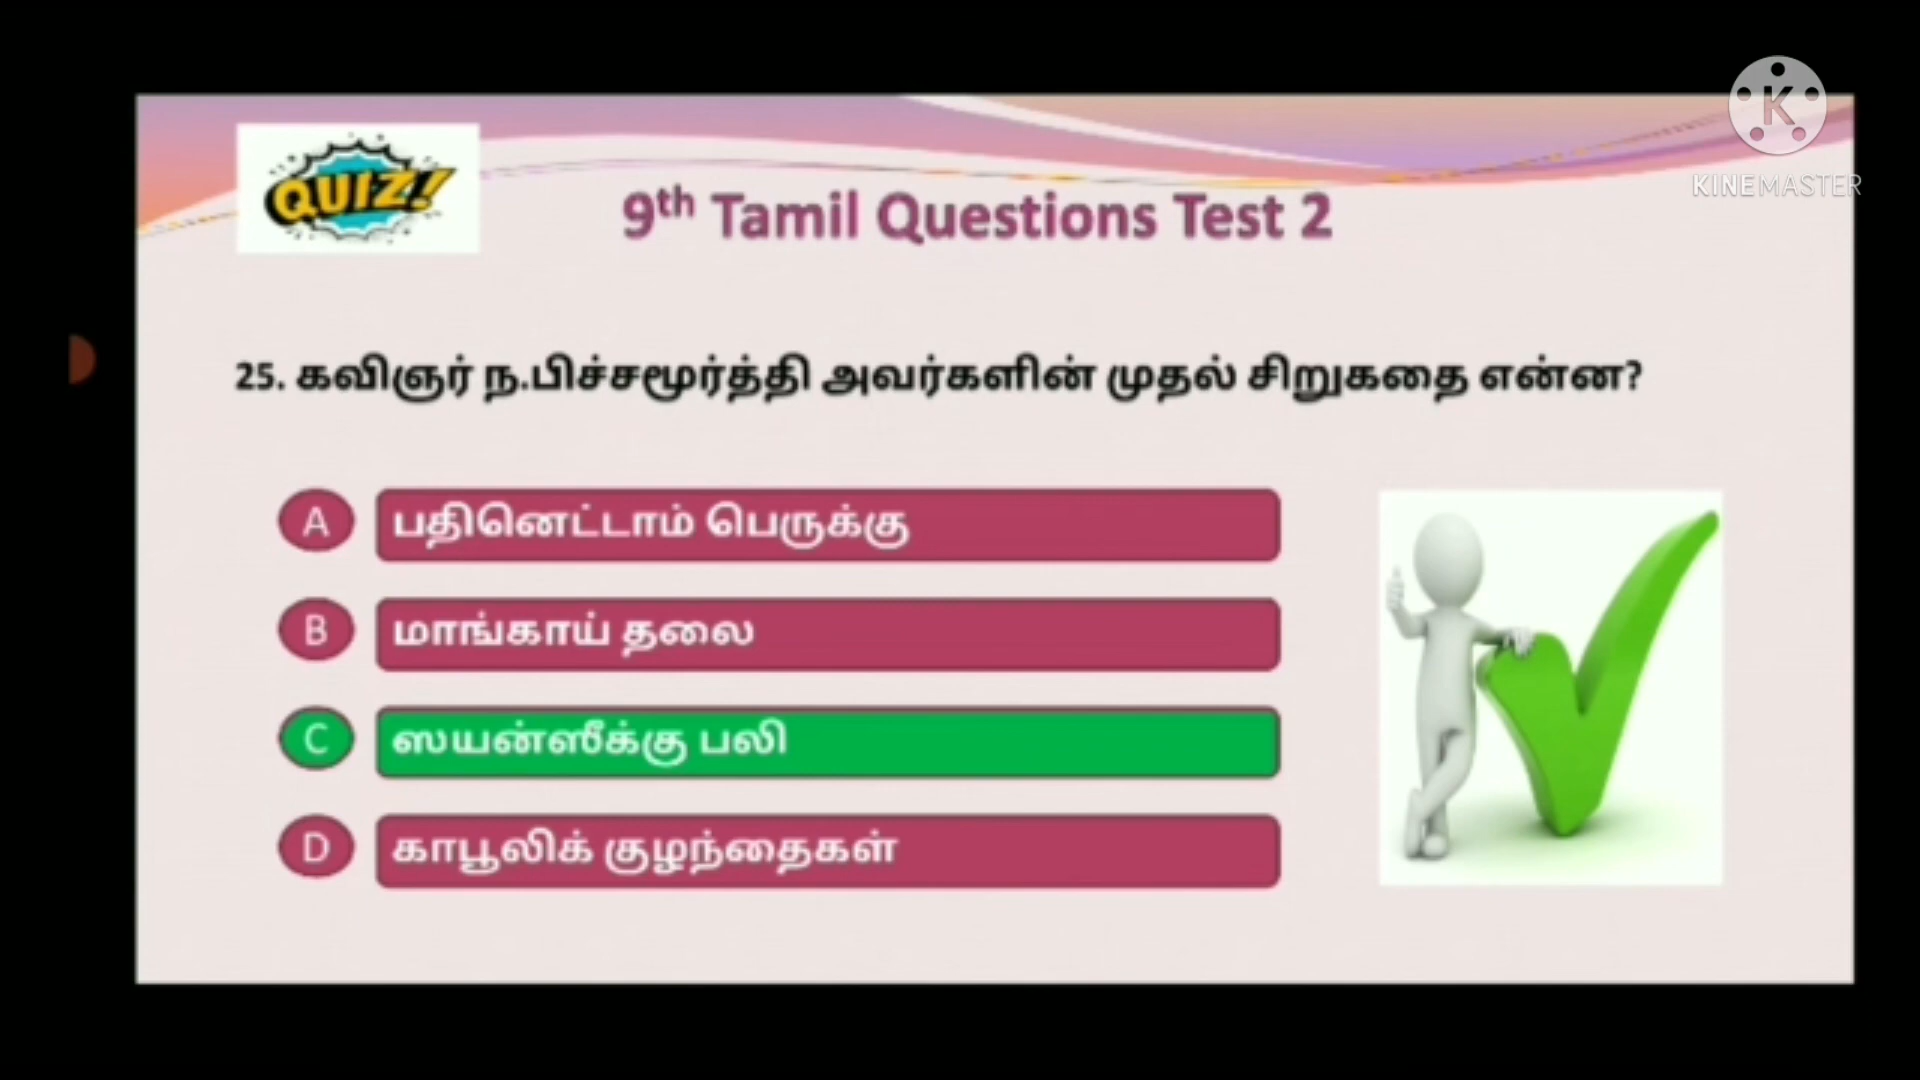 QUIZ!
K
KINEMASTER
9th Tamil Questions Test 2
25. கவிஞர் ந.பிச்சமூர்த்தி அவர்களின் முதல் சிறுகதை என்ன?
A பதினெட்டாம் பெருக்கு
B மாங்காய் தலை
C ஸயன்ஸீக்கு பலி
D காபூலிக் குழந்தைகள்